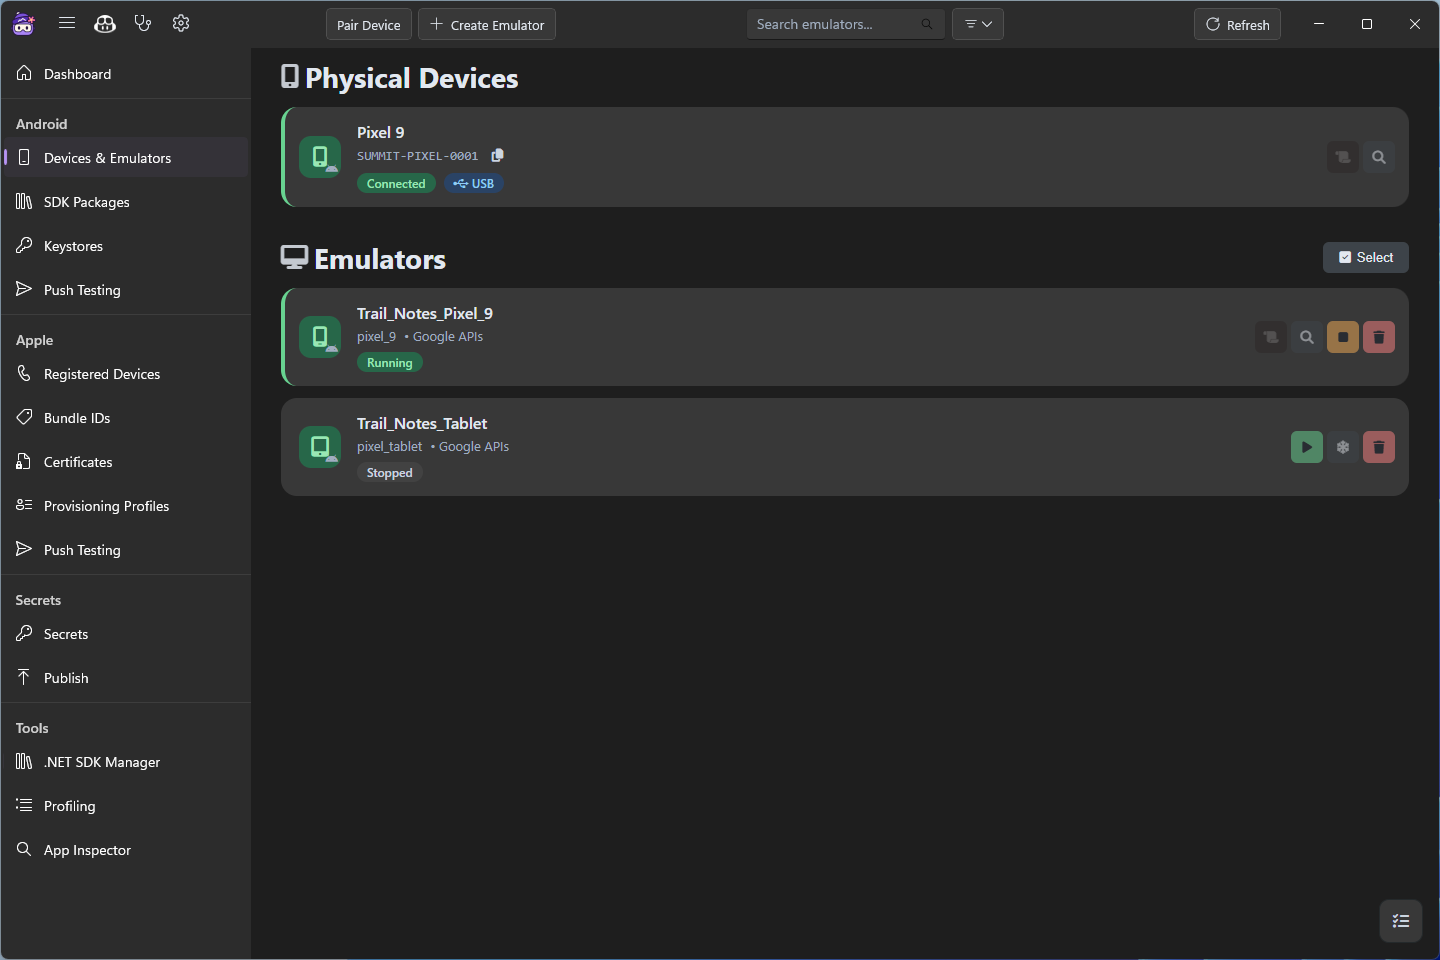 Pair Device
Create Emulator
Search emulators...
Refresh
Dashboard
Android
Devices & Emulators
SDK Packages
Keystores
Push Testing
Apple
Registered Devices
Bundle IDs
Certificates
Provisioning Profiles
Push Testing
Secrets
Secrets
Publish
Tools
.NET SDK Manager
Profiling
App Inspector
Physical Devices
Pixel 9
SUMMIT-PIXEL-0001
Connected
USB
Emulators
Select
Trail_Notes_Pixel_9
pixel_9 • Google APIs
Running
Trail_Notes_Tablet
pixel_tablet • Google APIs
Stopped